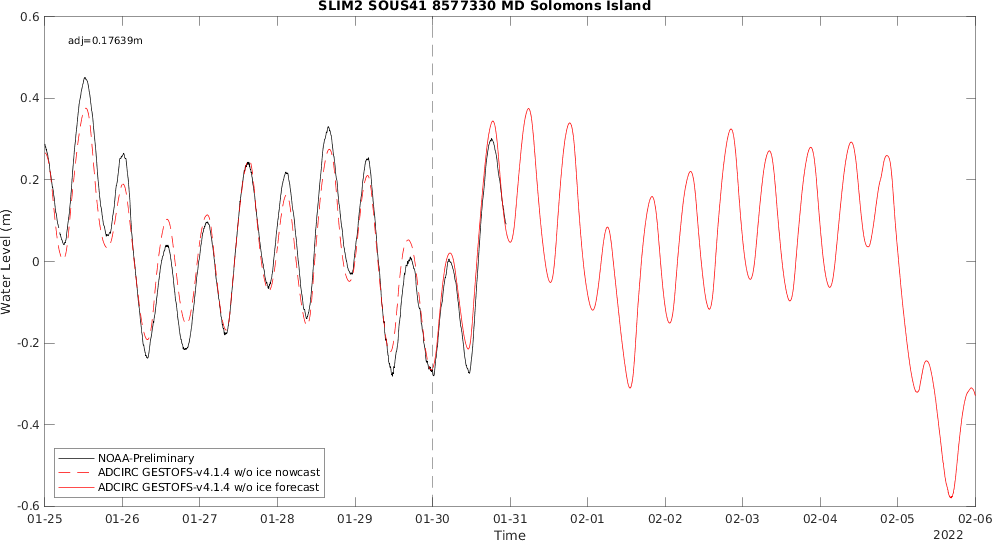 SLIM2 SOUS41 8577330 MD Solomons Island
adj=0.17639m
0.6
0.4
0.2
0
-0.2
-0.4
-0.6
Water Level (m)
NOAA-Preliminary
ADCIRC GESTOFS-v4.1.4 w/o ice nowcast
ADCIRC GESTOFS-v4.1.4 w/o ice forecast
01-25 01-26 01-27 01-28 01-29 01-30 01-31 02-01 02-02 02-03 02-04 02-05 02-06
Time
2022